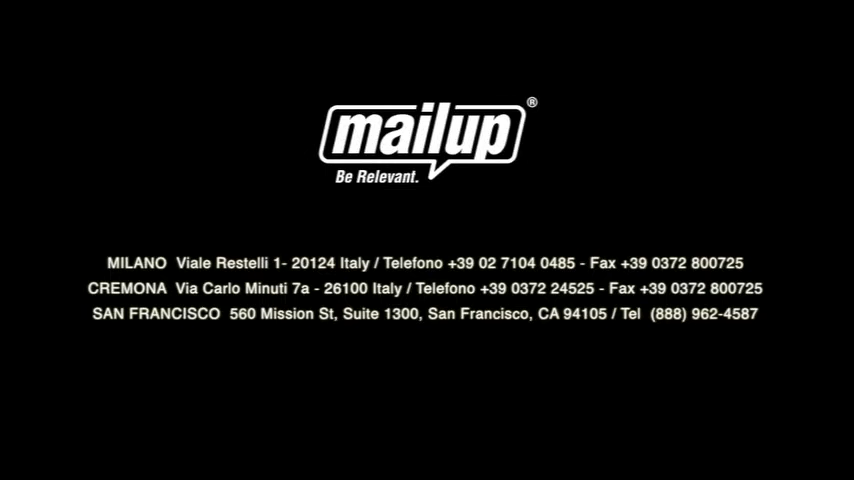 mailup®
Be Relevant.
MILANO Viale Restelli 1- 20124 Italy / Telefono +39 02 7104 0485 - Fax +39 0372 800725
CREMONA Via Carlo Minuti 7a - 26100 Italy / Telefono +39 0372 24525 - Fax +39 0372 800725
SAN FRANCISCO 560 Mission St, Suite 1300, San Francisco, CA 94105 / Tel (888) 962-4587